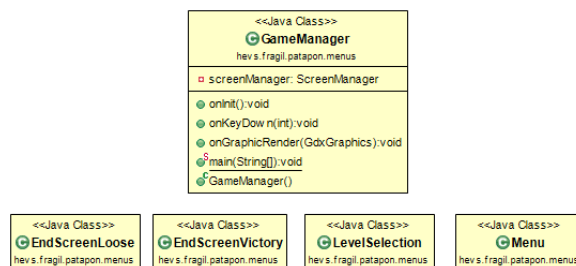 <<Java Class>>
GameManager
hevs.fragil.patapon.menus
screenManager: ScreenManager
onInit():void
onKeyDown(int):void
onGraphicRender(GdxGraphics):void
main(String[]):void
GameManager()
<<Java Class>>
EndScreenLoose
hevs.fragil.patapon.menus
<<Java Class>>
EndScreenVictory
hevs.fragil.patapon.menus
<<Java Class>>
LevelSelection
hevs.fragil.patapon.menus
<<Java Class>>
Menu
hevs.fragil.patapon.menus